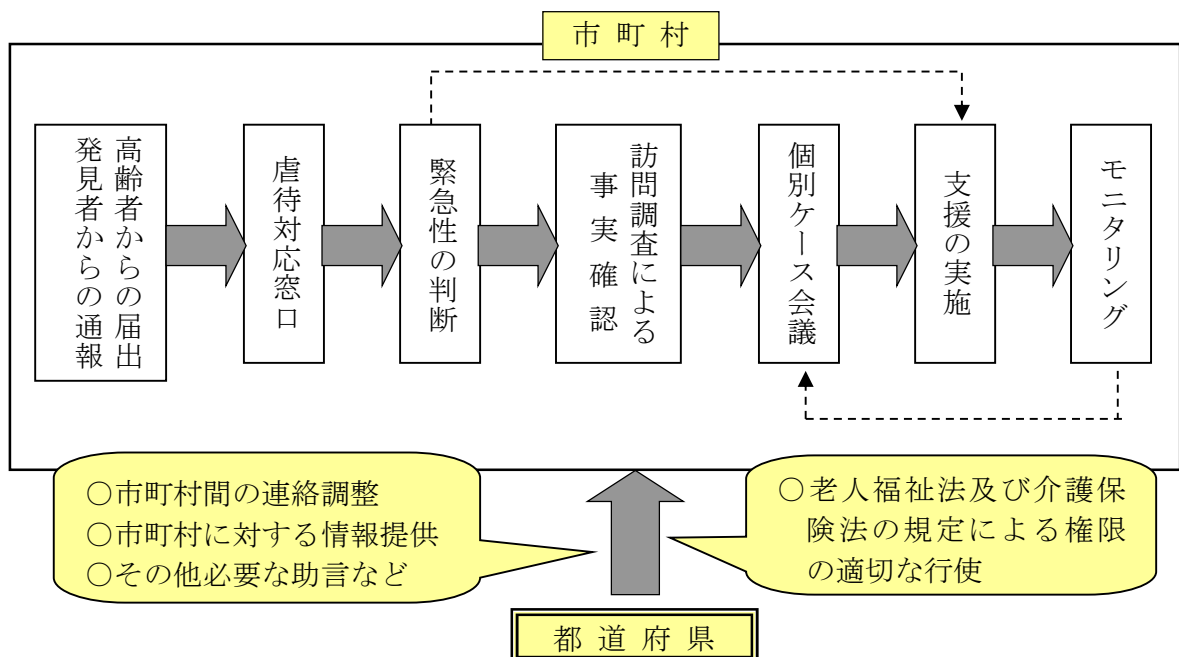 市町村
高齢者からの届出
発見者からの通報
虐待対応窓口
緊急性の判断
訪問調査による
事実確認
個別ケース会議
支援の実施
モニタリング
○市町村間の連絡調整
○市町村に対する情報提供
○その他必要な助言など
○老人福祉法及び介護保
険法の規定による権限
の適切な行使
都道府県